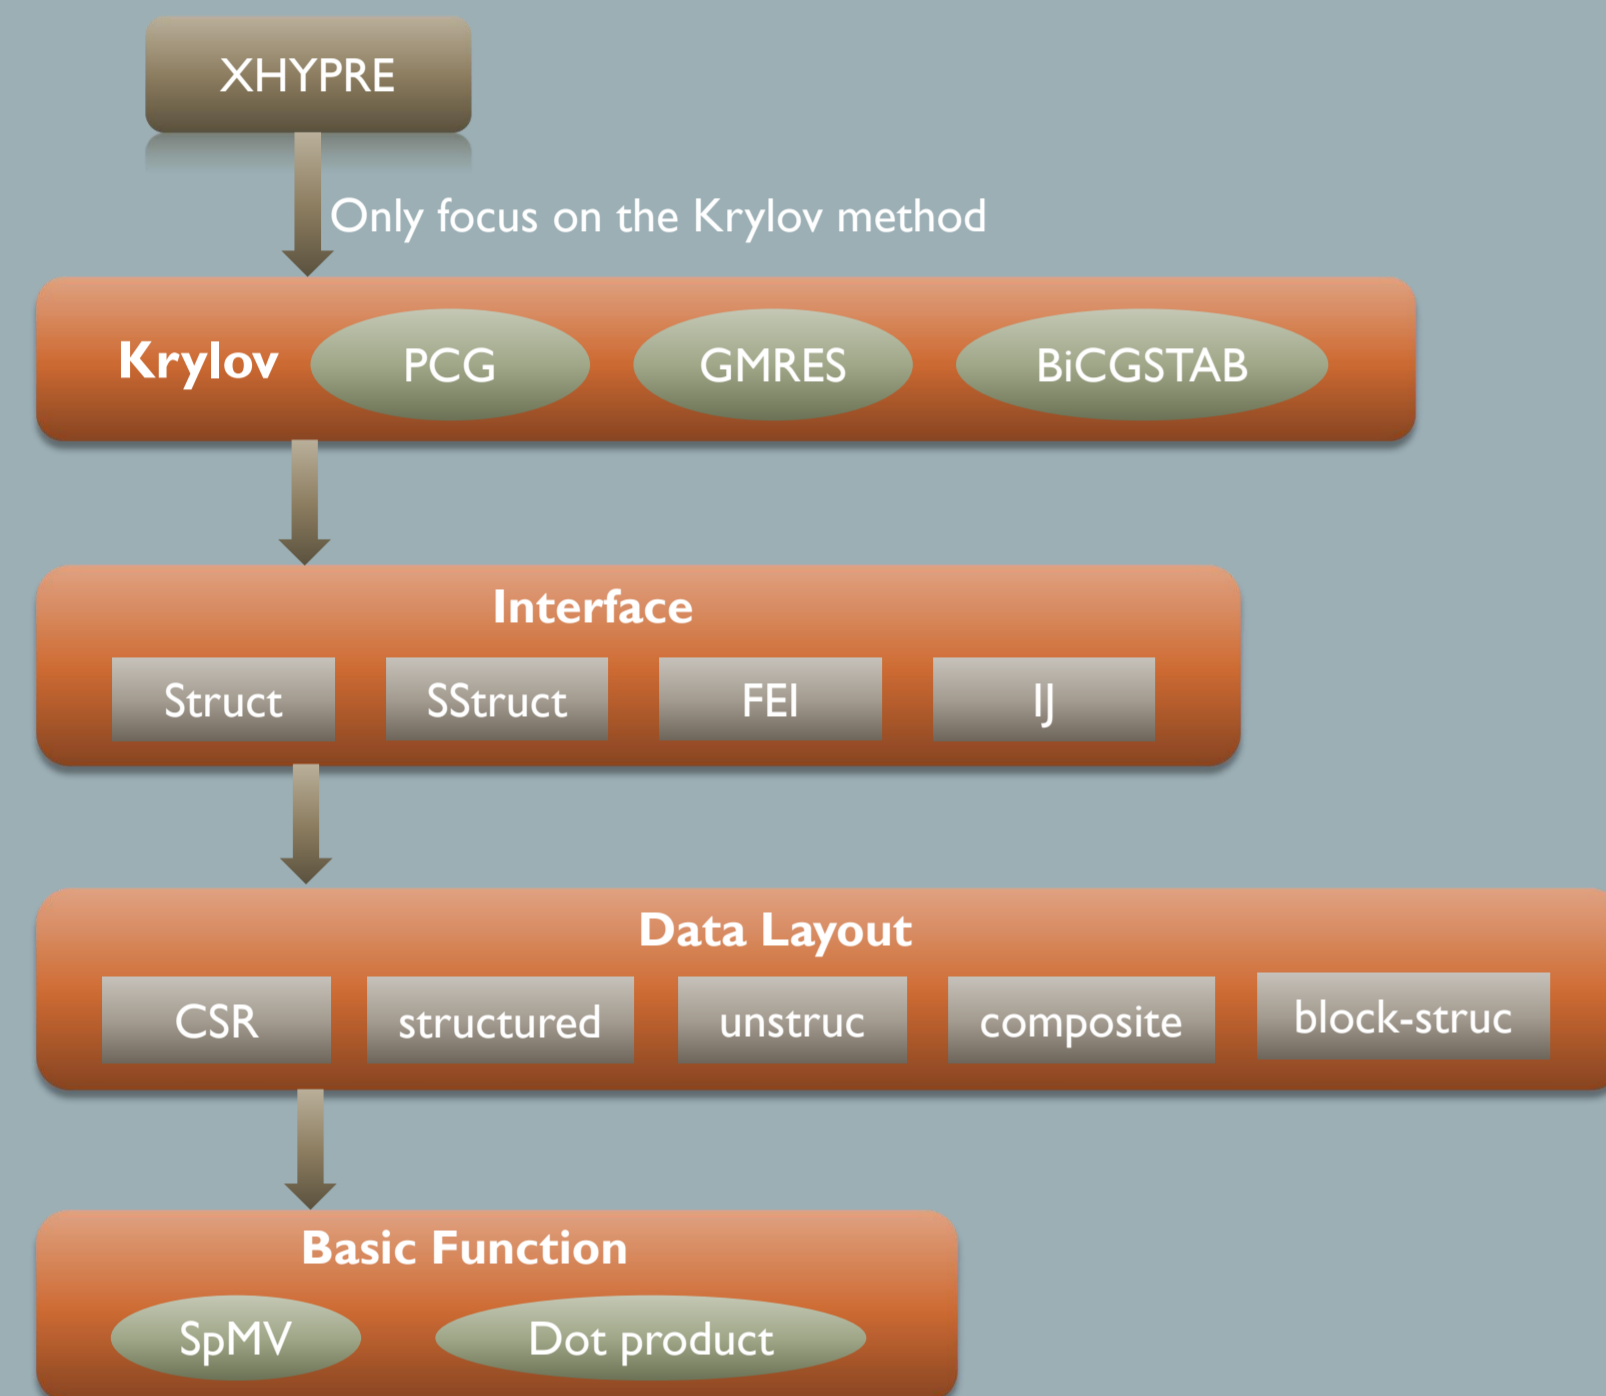 XHYPRE
Only focus on the Krylov method
Krylov PCG GMRES BiCGSTAB
Interface
Struct SStruct FEI IJ
Data Layout
CSR structured unstruc composite block-struc
Basic Function
SpMV Dot product